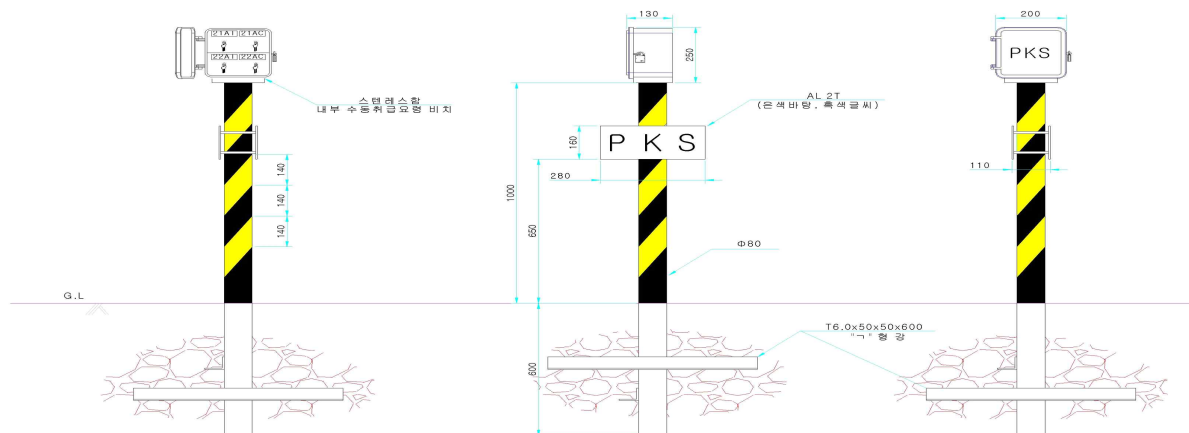 21AT 21AC
22AT 22AC
스텐레스함
내부 수동취급요령 비치
140
140
140
G.L
130
250
AL 2T
(은색바탕, 흑색글씨)
P K S
160
280
1000
650
Φ80
600
T6.0x50x50x600
"ㄱ" 형 강
200
PKS
110